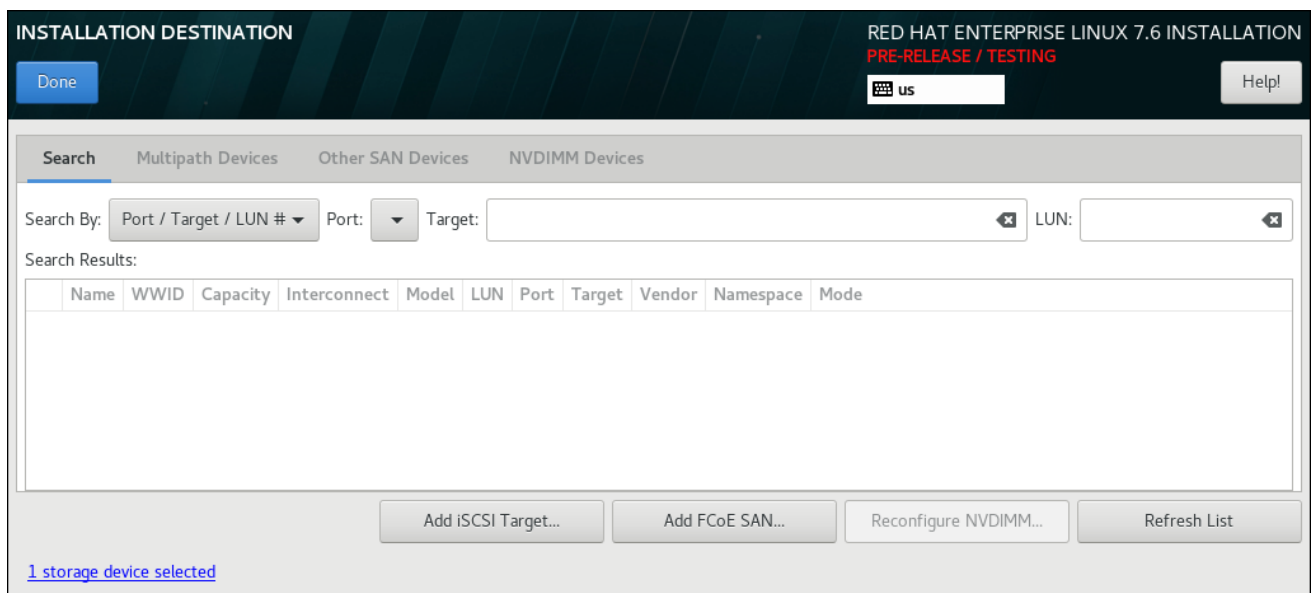 INSTALLATION DESTINATION
RED HAT ENTERPRISE LINUX 7.6 INSTALLATION
PRE-RELEASE / TESTING
Done
us
Help!
Search Multipath Devices Other SAN Devices NVDIMM Devices
Search By: Port / Target / LUN # Port: Target: LUN:
Search Results:
Name WWID Capacity Interconnect Model LUN Port Target Vendor Namespace Mode
Add iSCSI Target... Add FCoE SAN... Reconfigure NVDIMM... Refresh List
1 storage device selected